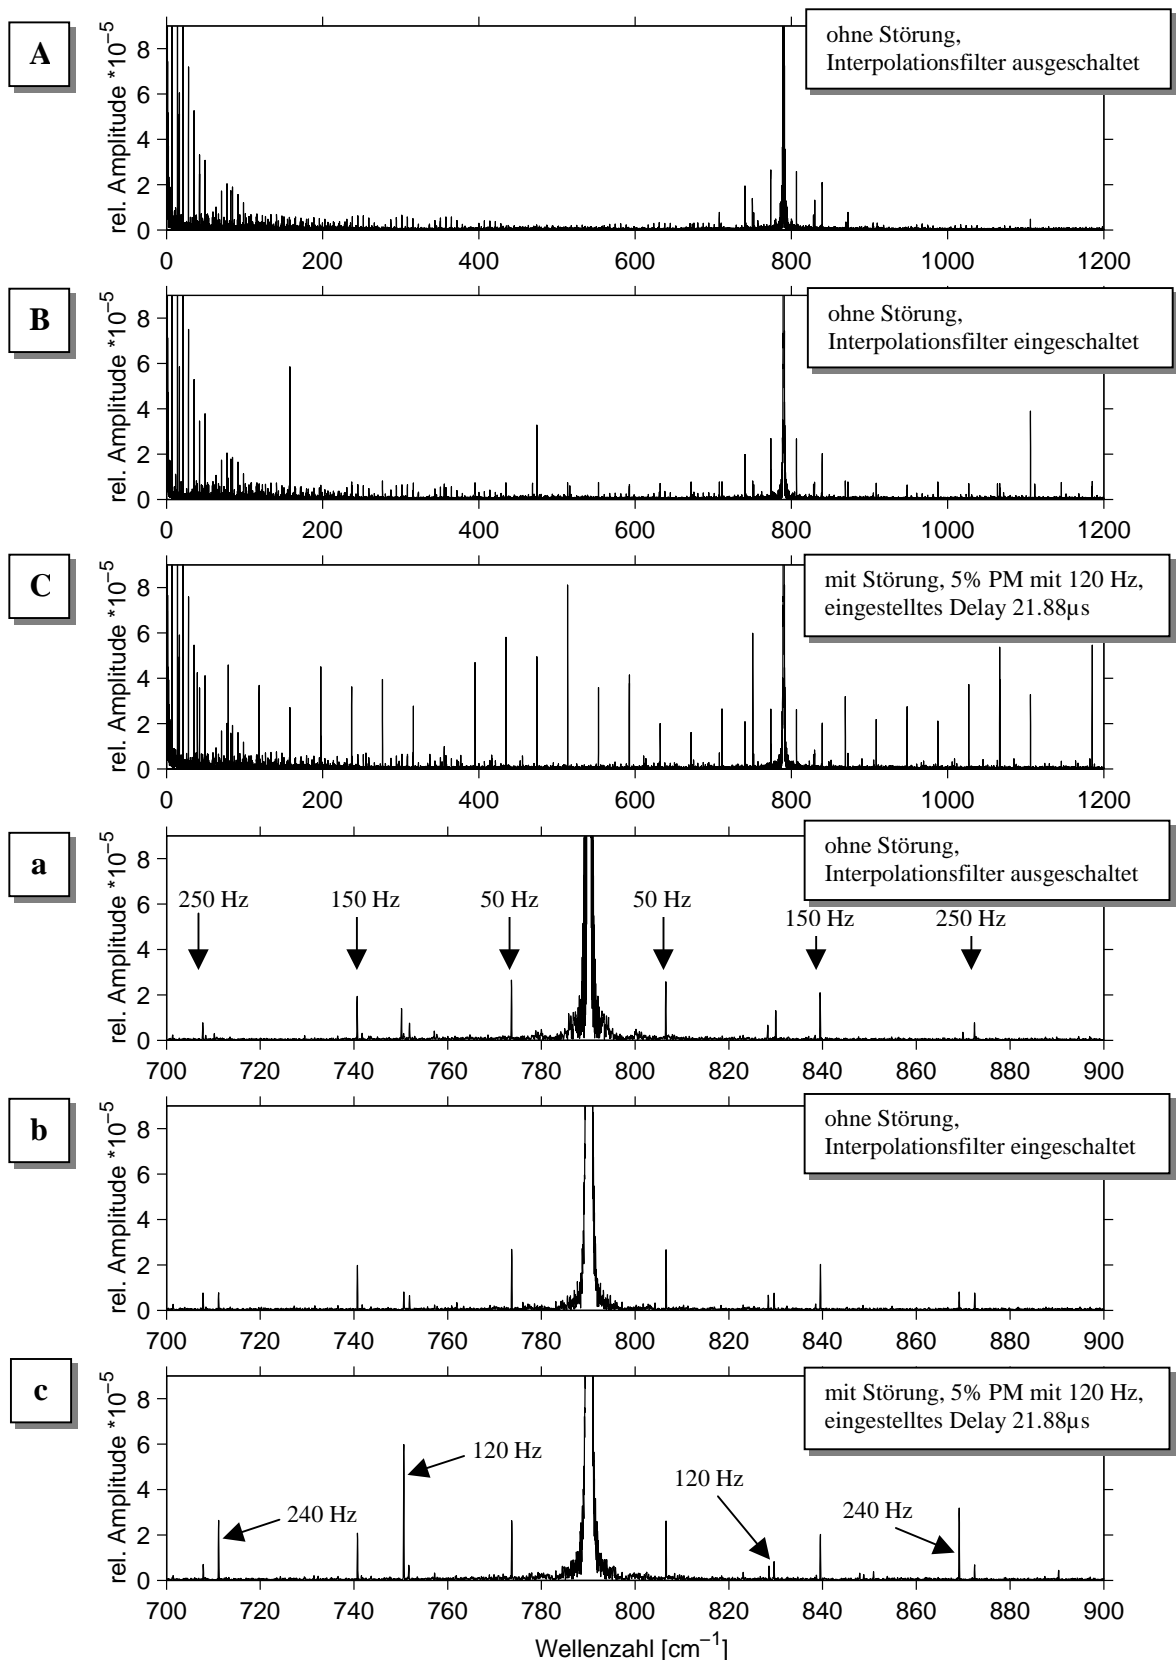 A
rel. Amplitude *10⁻⁵
8
6
4
2
0
ohne Störung,
Interpolationsfilter ausgeschaltet
0 200 400 600 800 1000 1200
B
rel. Amplitude *10⁻⁵
8
6
4
2
0
ohne Störung,
Interpolationsfilter eingeschaltet
0 200 400 600 800 1000 1200
C
rel. Amplitude *10⁻⁵
8
6
4
2
0
mit Störung, 5% PM mit 120 Hz,
eingestelltes Delay 21.88µs
0 200 400 600 800 1000 1200
a
rel. Amplitude *10⁻⁵
8
6
4
2
0
ohne Störung,
Interpolationsfilter ausgeschaltet
250 Hz 150 Hz 50 Hz 50 Hz 150 Hz 250 Hz
700 720 740 760 780 800 820 840 860 880 900
b
rel. Amplitude *10⁻⁵
8
6
4
2
0
ohne Störung,
Interpolationsfilter eingeschaltet
700 720 740 760 780 800 820 840 860 880 900
c
rel. Amplitude *10⁻⁵
8
6
4
2
0
mit Störung, 5% PM mit 120 Hz,
eingestelltes Delay 21.88µs
240 Hz 120 Hz 120 Hz 240 Hz
700 720 740 760 780 800 820 840 860 880 900
Wellenzahl [cm⁻¹]